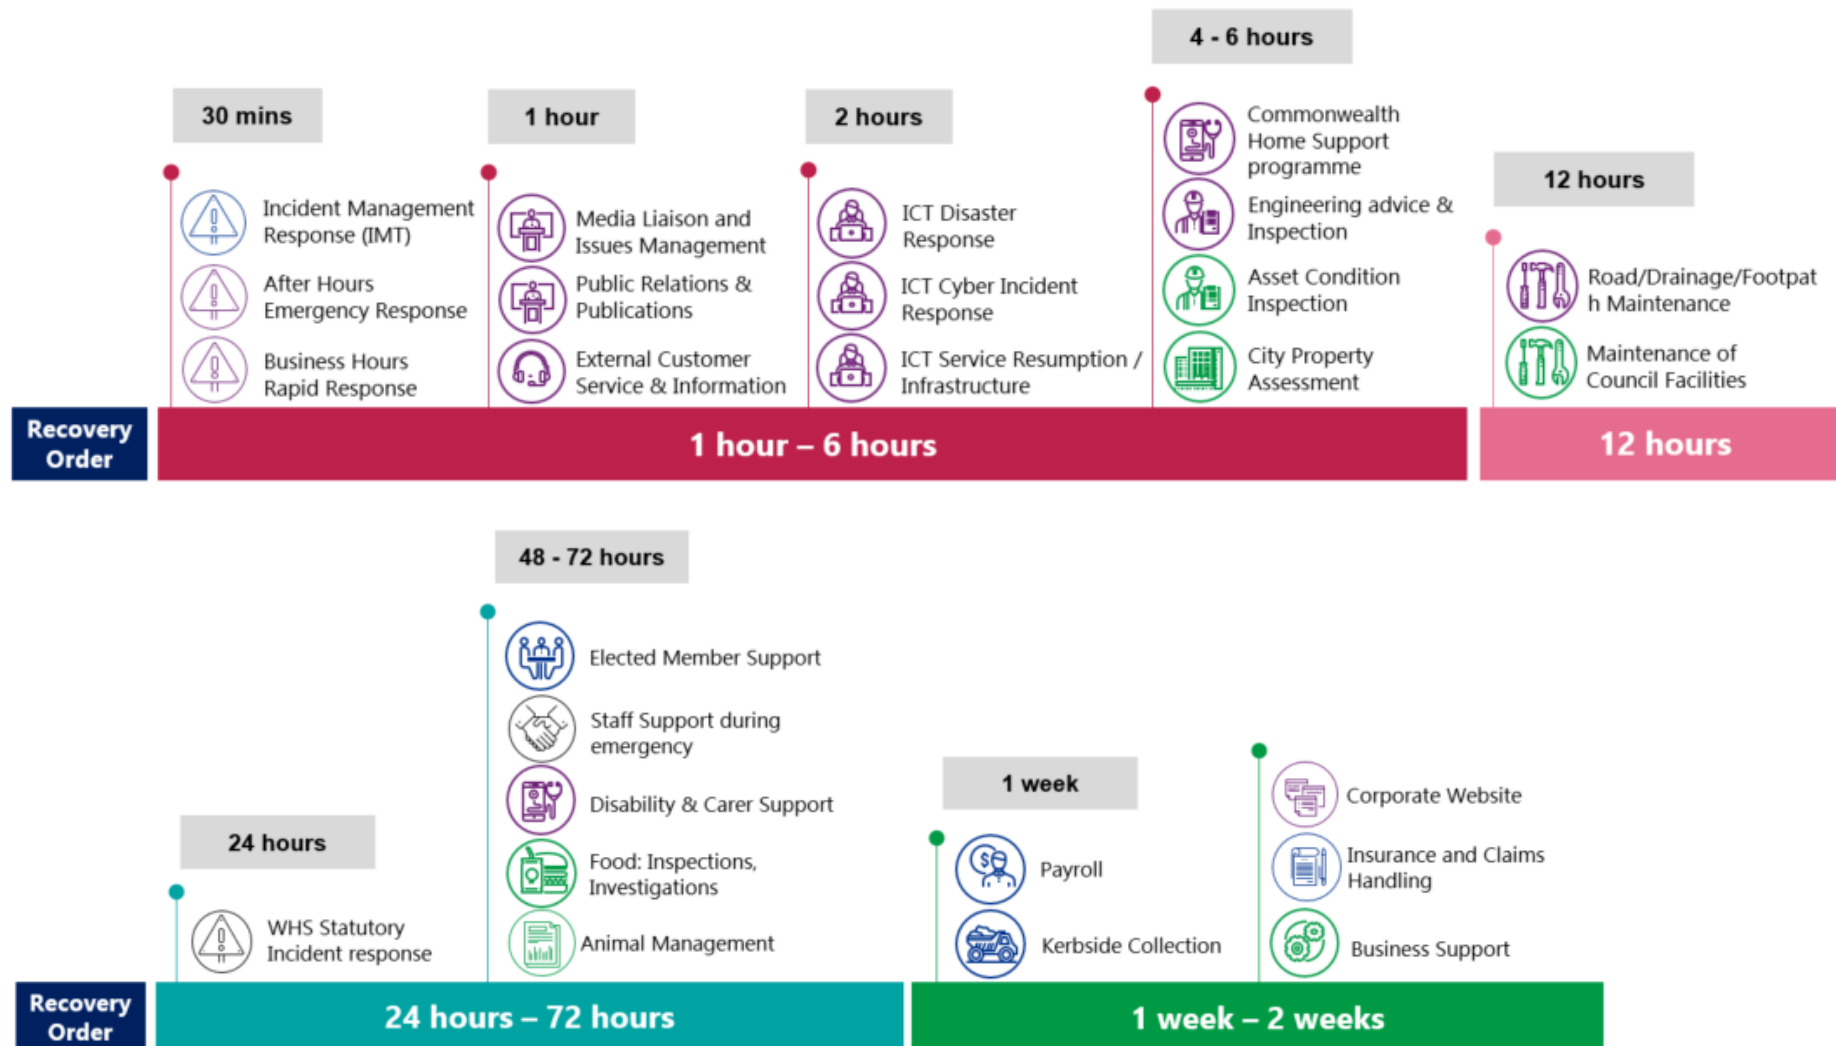 4 - 6 hours
30 mins
1 hour
2 hours
12 hours
Incident Management
Response (IMT)
After Hours
Emergency Response
Business Hours
Rapid Response
Media Liaison and
Issues Management
Public Relations &
Publications
External Customer
Service & Information
ICT Disaster
Response
ICT Cyber Incident
Response
ICT Service Resumption /
Infrastructure
Commonwealth
Home Support
programme
Engineering advice &
Inspection
Asset Condition
Inspection
City Property
Assessment
Road/Drainage/Footpat
h Maintenance
Maintenance of
Council Facilities
Recovery
Order
1 hour – 6 hours
12 hours
48 - 72 hours
Elected Member Support
Staff Support during
emergency
Disability & Carer Support
Food: Inspections,
Investigations
Animal Management
24 hours
WHS Statutory
Incident response
1 week
Payroll
Kerbside Collection
Corporate Website
Insurance and Claims
Handling
Business Support
Recovery
Order
24 hours – 72 hours
1 week – 2 weeks